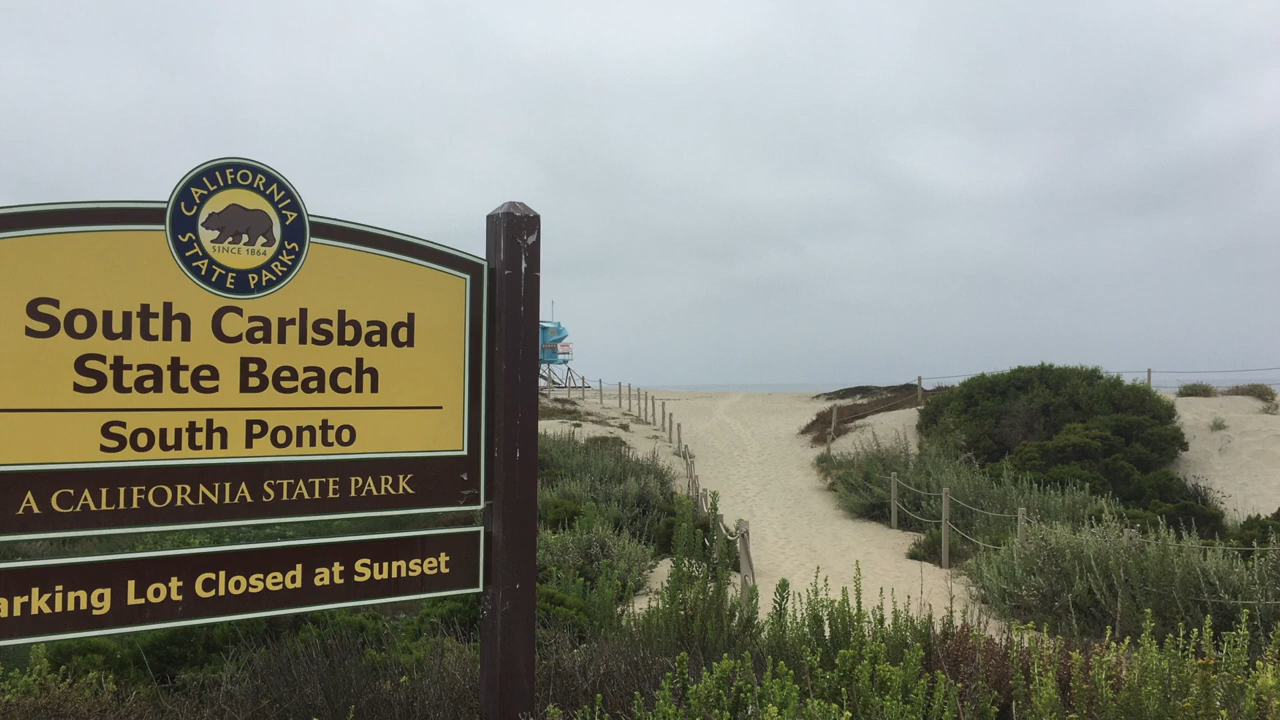 CALIFORNIA
SINCE 1864
STATE PARKS
South Carlsbad
State Beach
South Ponto
A CALIFORNIA STATE PARK
arking Lot Closed at Sunset